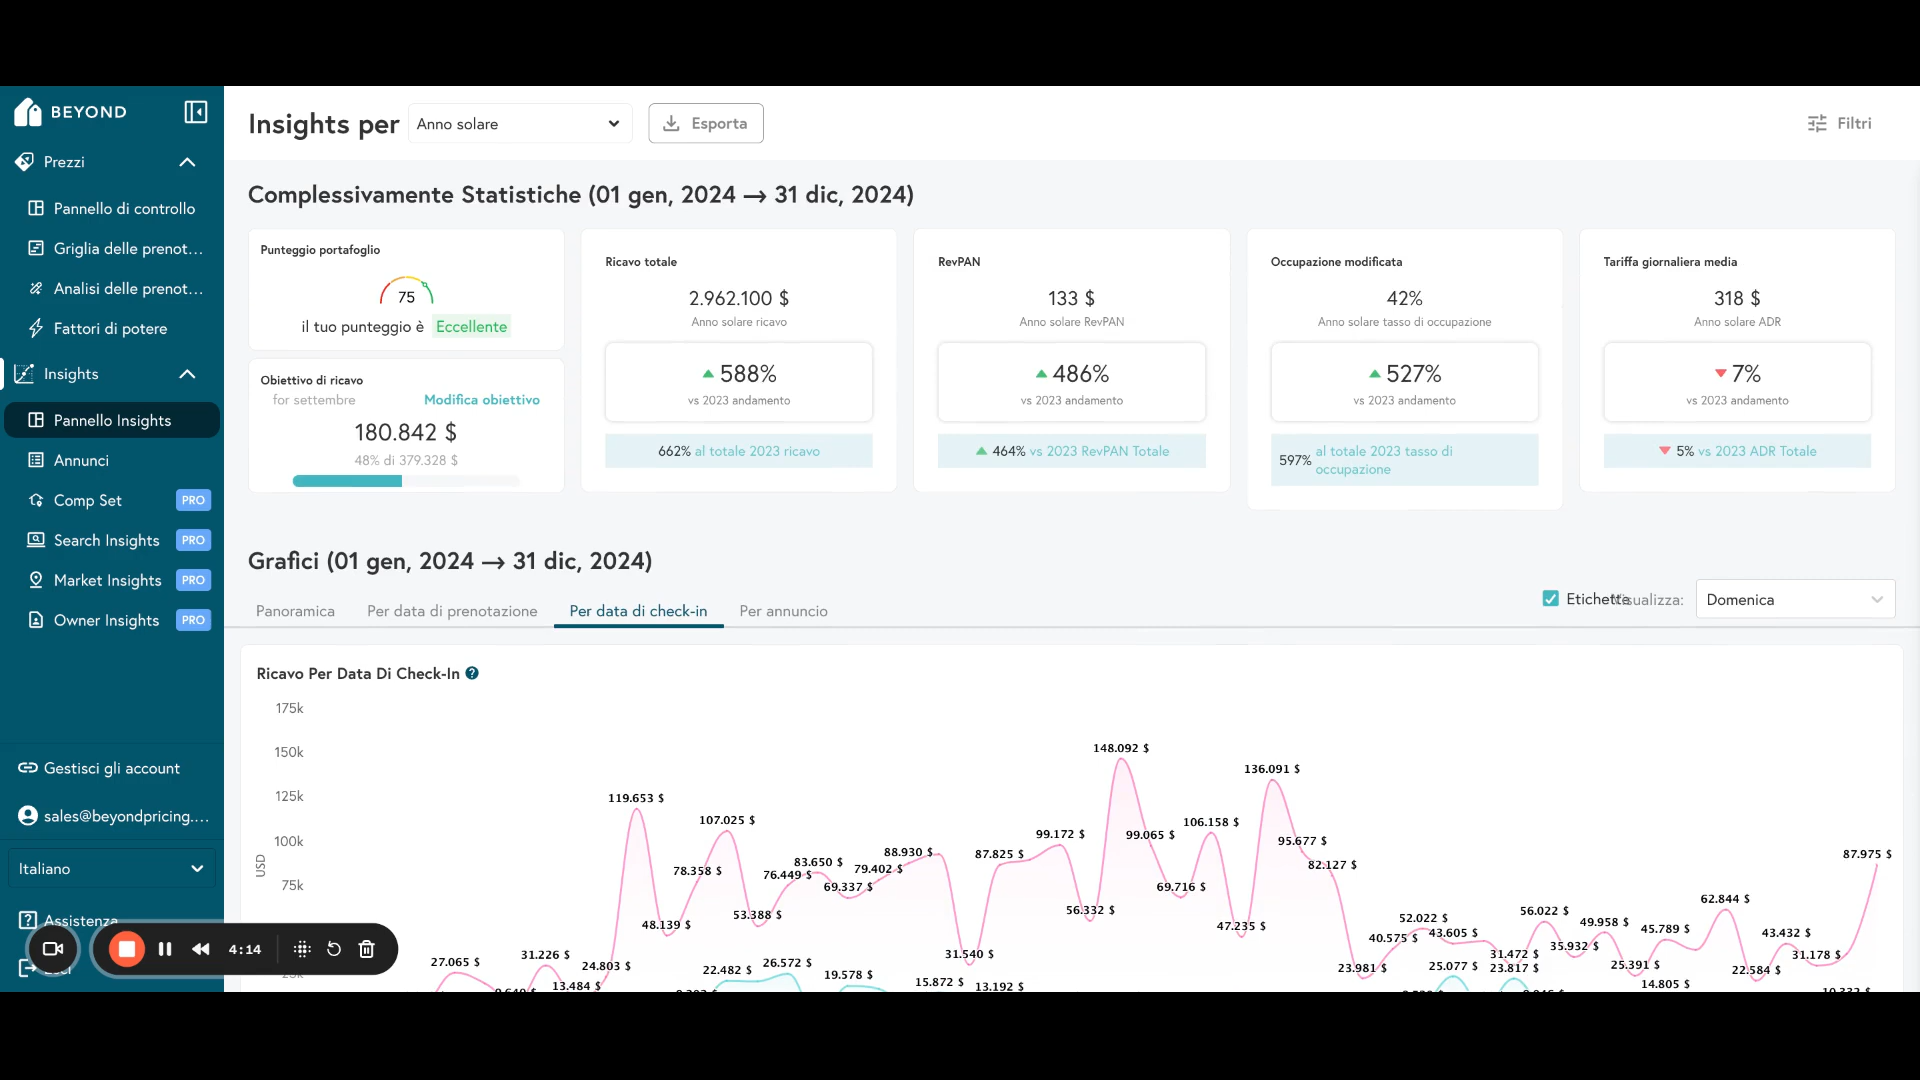 BEYOND
Prezzi
Pannello di controllo
Griglia delle prenot...
Analisi delle prenot...
Fattori di potere
Insights
Pannello Insights
Annunci
Comp Set PRO
Search Insights PRO
Market Insights PRO
Owner Insights PRO
Gestisci gli account
sales@beyondpricing....
Italiano
Assistenza
4:14
Insights per Anno solare Esporta Filtri
Complessivamente Statistiche (01 gen, 2024 → 31 dic, 2024)
Punteggio portafoglio
75
il tuo punteggio è Eccellente
Obiettivo di ricavo
for settembre Modifica obiettivo
180.842 $
48% di 379.328 $
Ricavo totale
2.962.100 $
Anno solare ricavo
588%
vs 2023 andamento
662% al totale 2023 ricavo
RevPAN
133 $
Anno solare RevPAN
486%
vs 2023 andamento
464% vs 2023 RevPAN Totale
Occupazione modificata
42%
Anno solare tasso di occupazione
527%
vs 2023 andamento
597% al totale 2023 tasso di
occupazione
Tariffa giornaliera media
318 $
Anno solare ADR
7%
vs 2023 andamento
5% vs 2023 ADR Totale
Grafici (01 gen, 2024 → 31 dic, 2024)
Panoramica Per data di prenotazione Per data di check-in Per annuncio
Domenica
Ricavo Per Data Di Check-In
175k
150k
125k
100k
75k
USD
27.065 $
31.226 $
13.484 $
24.803 $
119.653 $
48.139 $
78.358 $
107.025 $
22.482 $
53.388 $
26.572 $
76.449 $
83.650 $
69.337 $
19.578 $
79.402 $
88.930 $
15.872 $
31.540 $
13.192 $
87.825 $
99.172 $
56.332 $
148.092 $
99.065 $
69.716 $
106.158 $
47.235 $
136.091 $
95.677 $
82.127 $
23.981 $
40.575 $
52.022 $
43.605 $
25.077 $
31.472 $
23.817 $
56.022 $
35.932 $
49.958 $
25.391 $
45.789 $
14.805 $
62.844 $
22.584 $
43.432 $
31.178 $
87.975 $